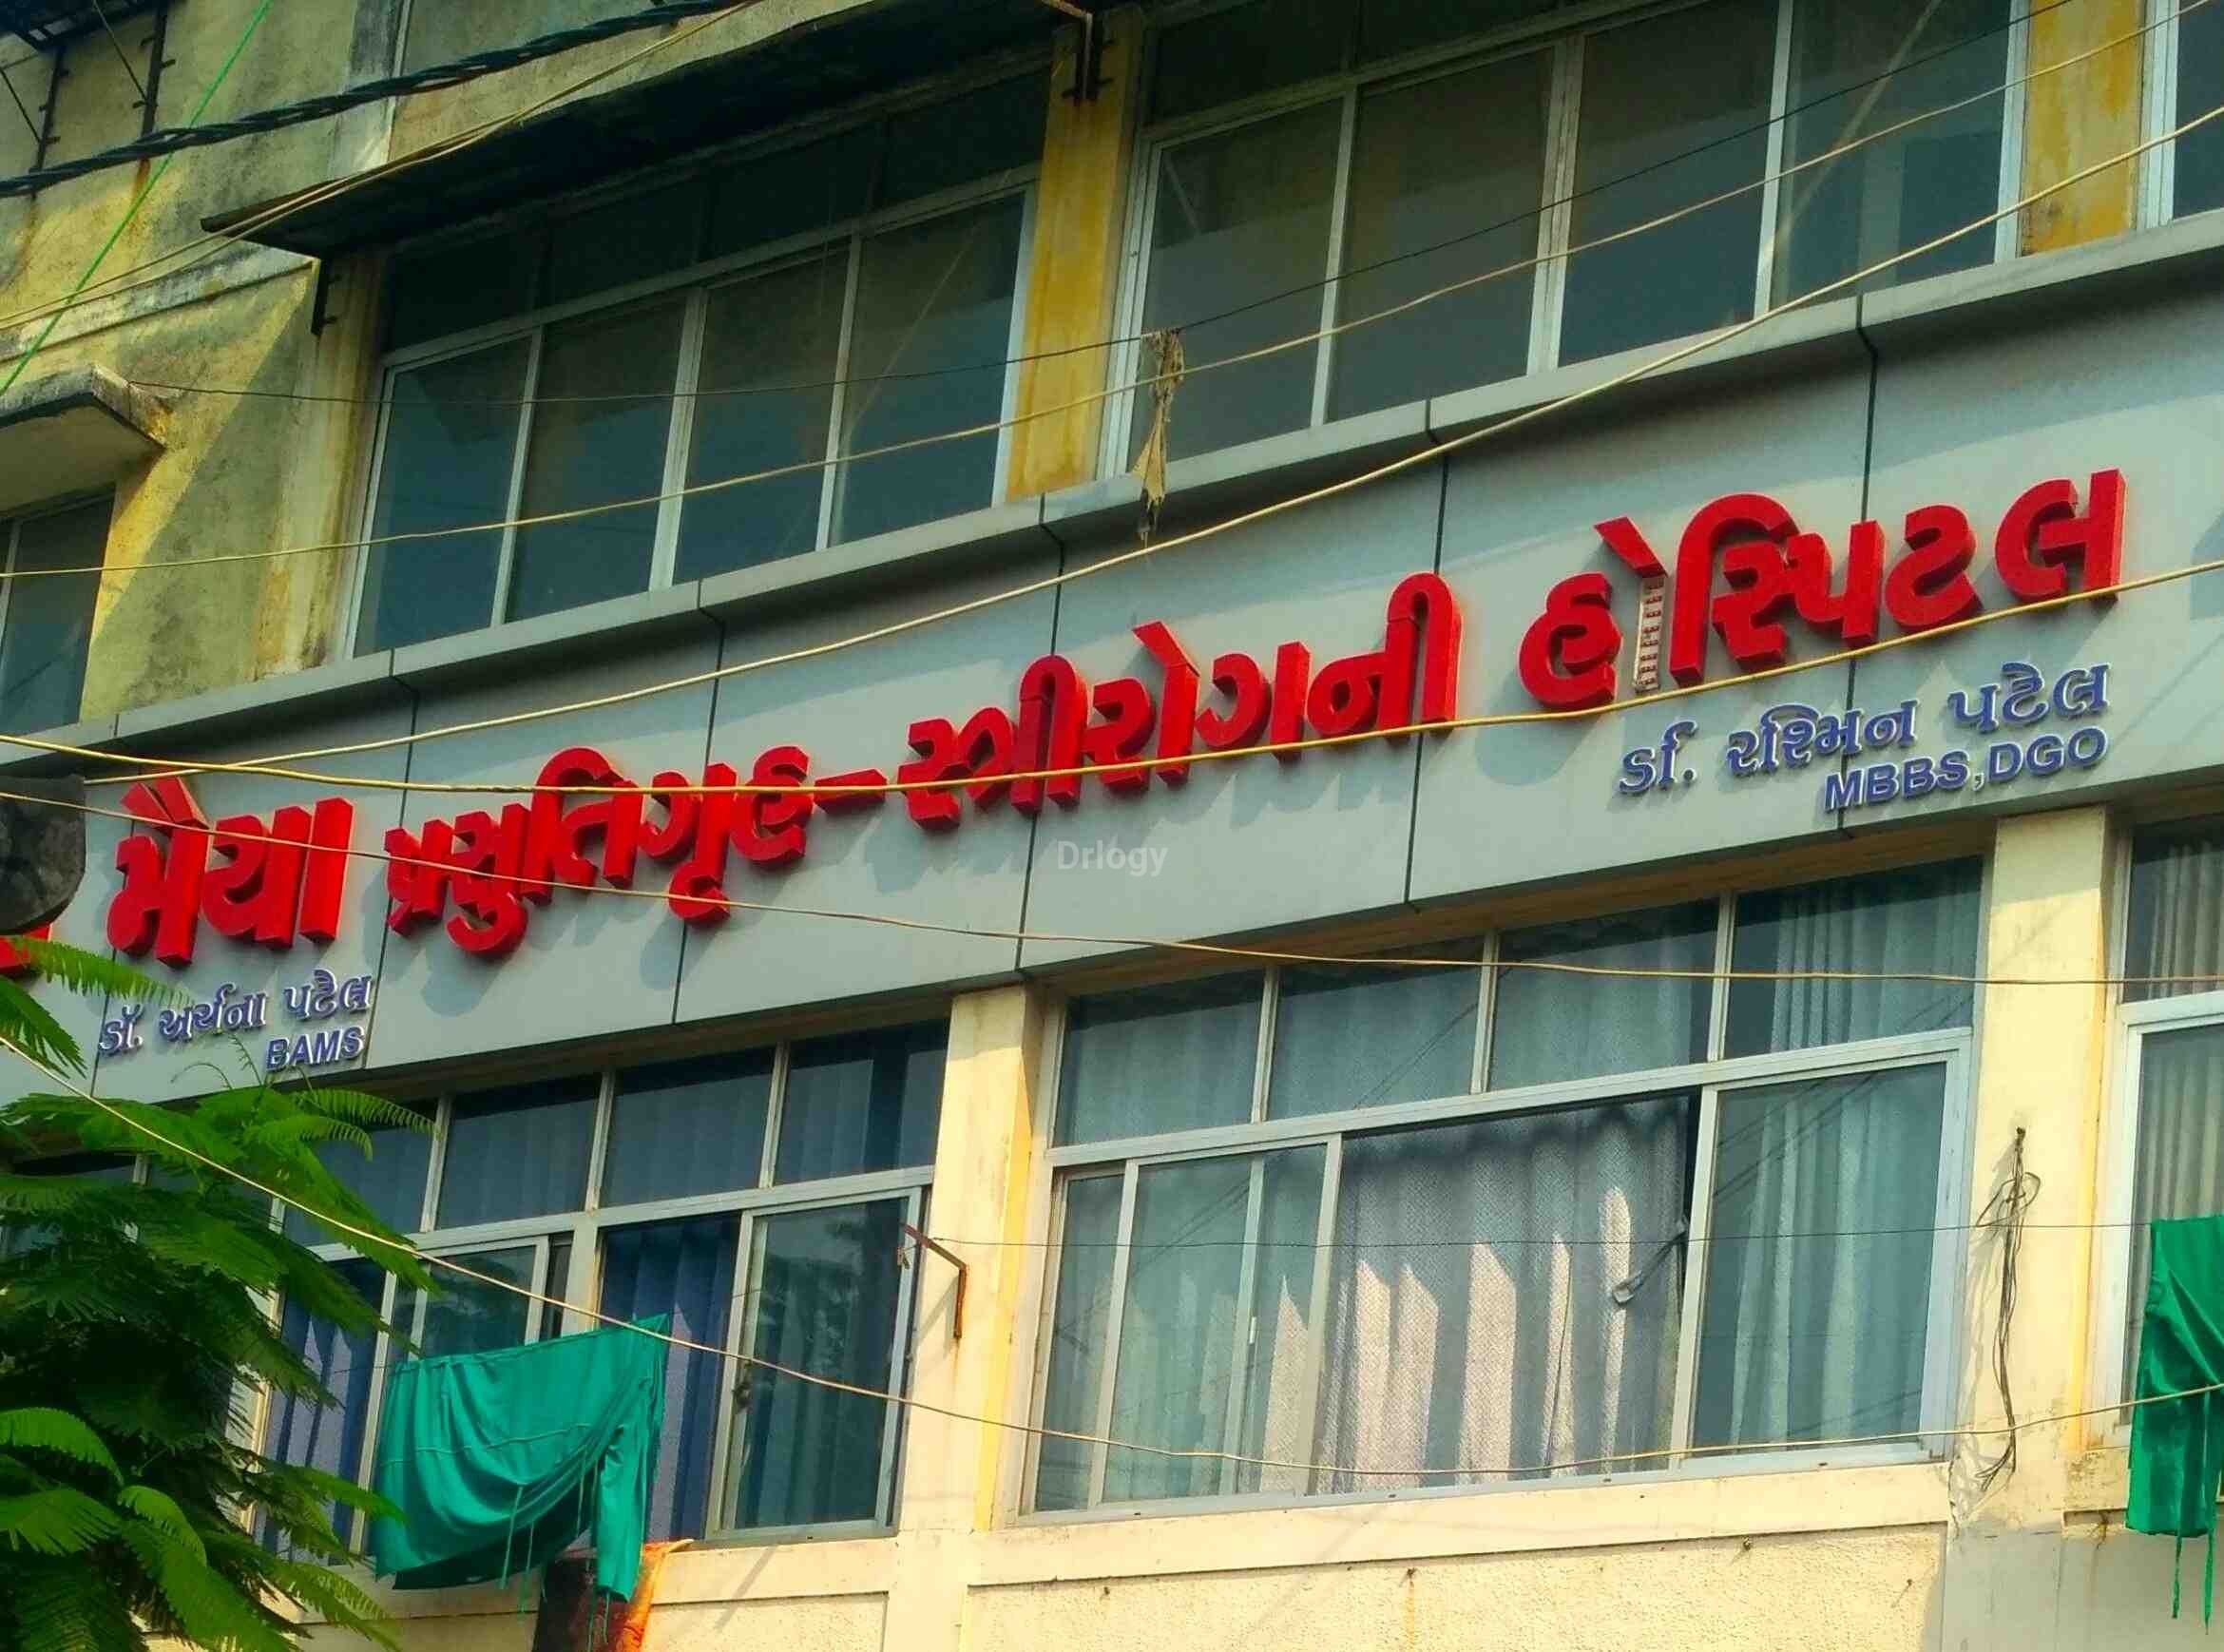 મૈયા પ્રસુતિગૃહ-સ્ત્રીરોગની હોસ્પિટલ
ડૉ. અર્ચના પટેલ
BAMS
ડૉ. રશ્મિન પટેલ
MBBS,DGO
Drlogy